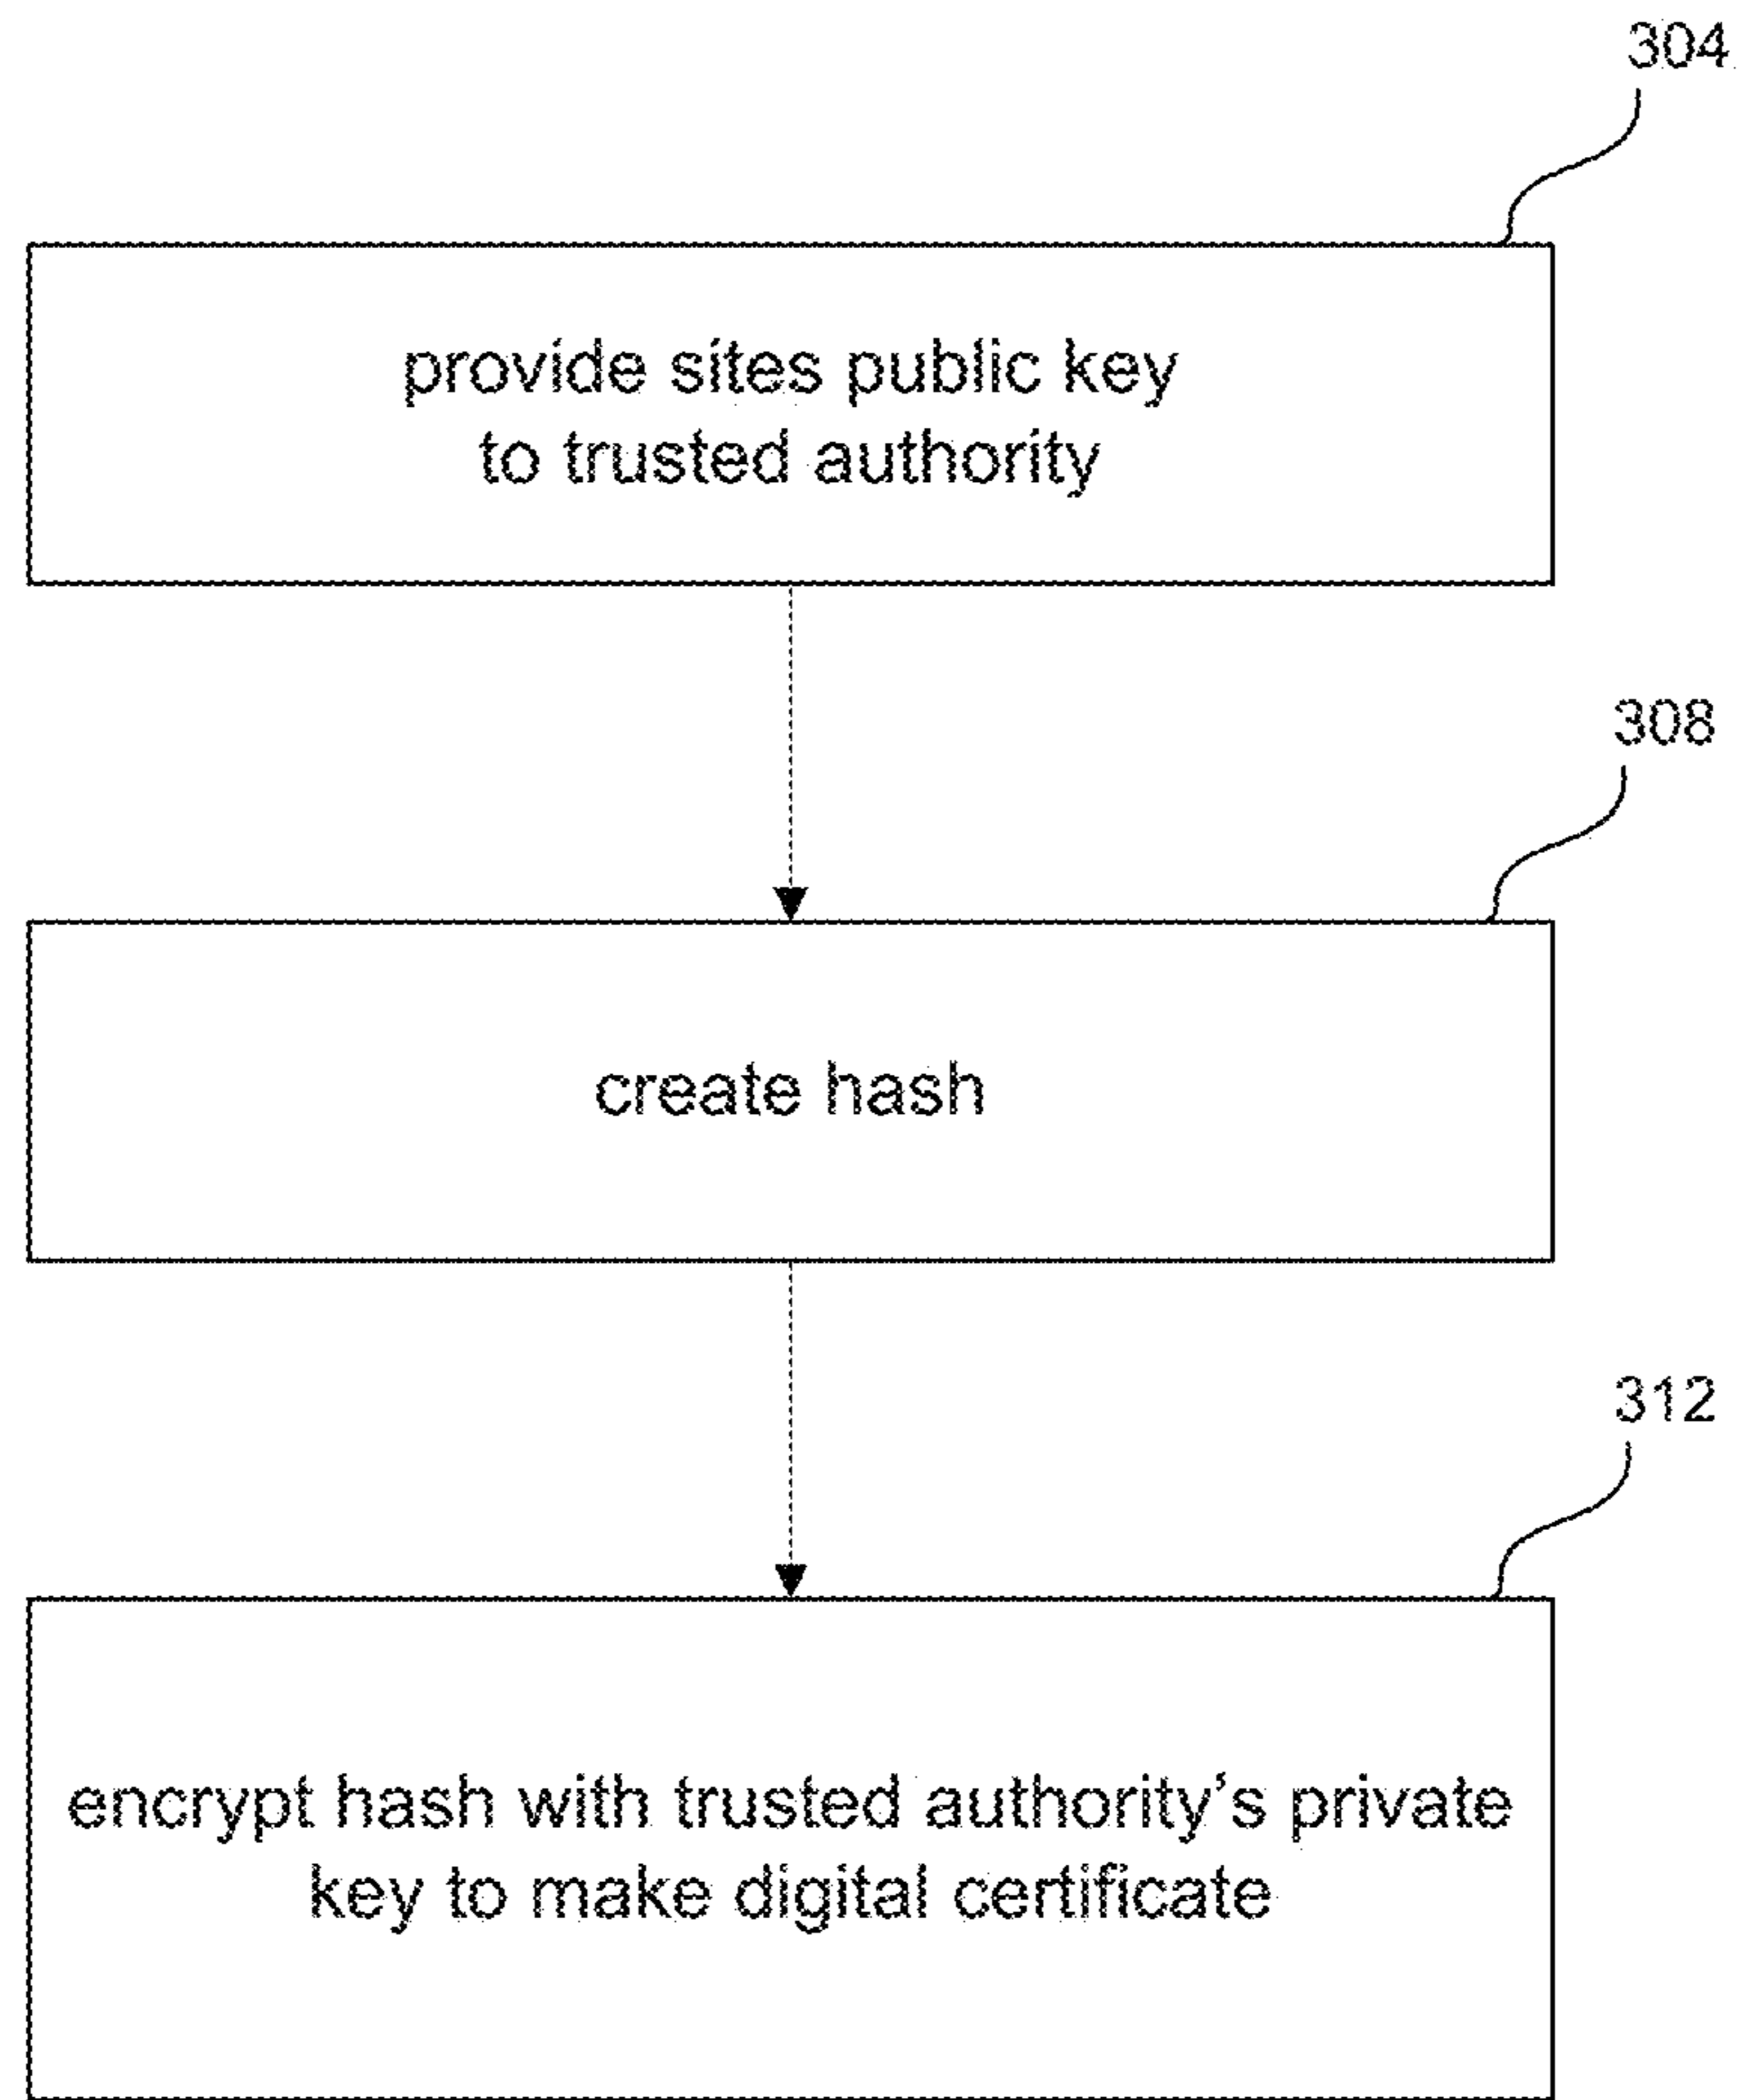 304
provide sites public key
to trusted authority
308
create hash
312
encrypt hash with trusted authority's private
key to make digital certificate